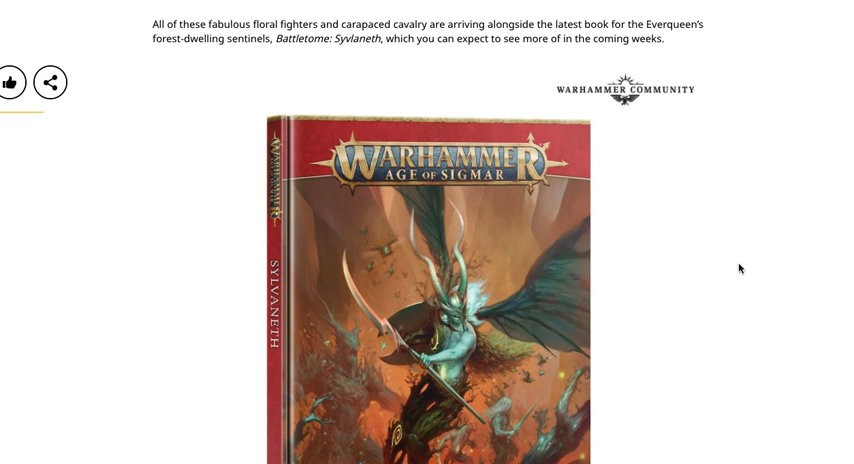 All of these fabulous floral fighters and carapaced cavalry are arriving alongside the latest book for the Everqueen's
forest-dwelling sentinels, Battletome: Syvlaneth, which you can expect to see more of in the coming weeks.
WARHAMMER COMMUNITY
WARHAMMER
AGE OF SIGMAR
WARHAMMER
SYLVANETH